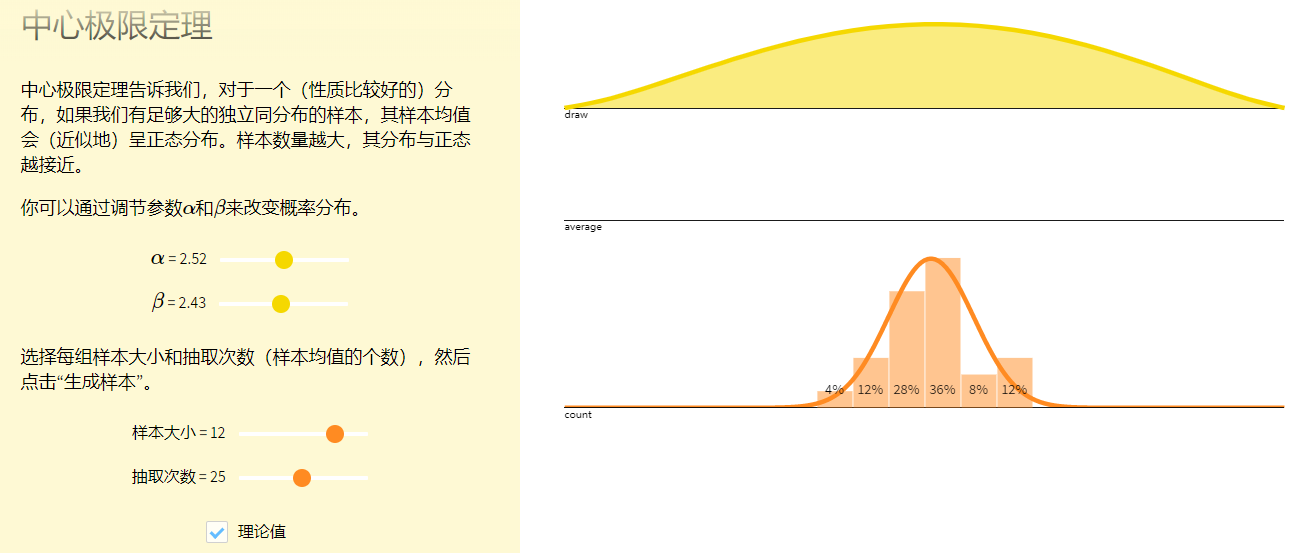 中心极限定理
中心极限定理告诉我们，对于一个（性质比较好的）分
布，如果我们有足够大的独立同分布的样本，其样本均值
会（近似地）呈正态分布。样本数量越大，其分布与正态
越接近。
你可以通过调节参数α和β来改变概率分布。
α = 2.52
β = 2.43
选择每组样本大小和抽取次数（样本均值的个数），然后
点击“生成样本”。
样本大小 = 12
抽取次数 = 25
理论值
draw
average
4% 12% 28% 36% 8% 12%
count